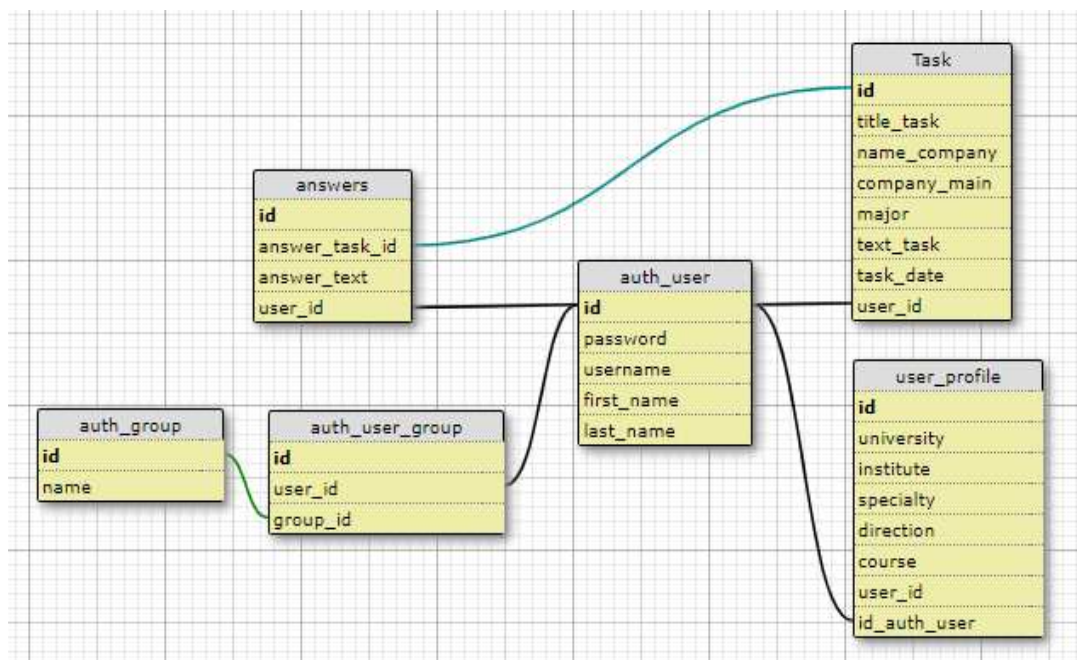 Task
id
title_task
name_company
company_main
major
text_task
task_date
user_id
answers
id
answer_task_id
answer_text
user_id
auth_user
id
password
username
first_name
last_name
user_profile
id
university
institute
specialty
direction
course
user_id
id_auth_user
auth_group
id
name
auth_user_group
id
user_id
group_id